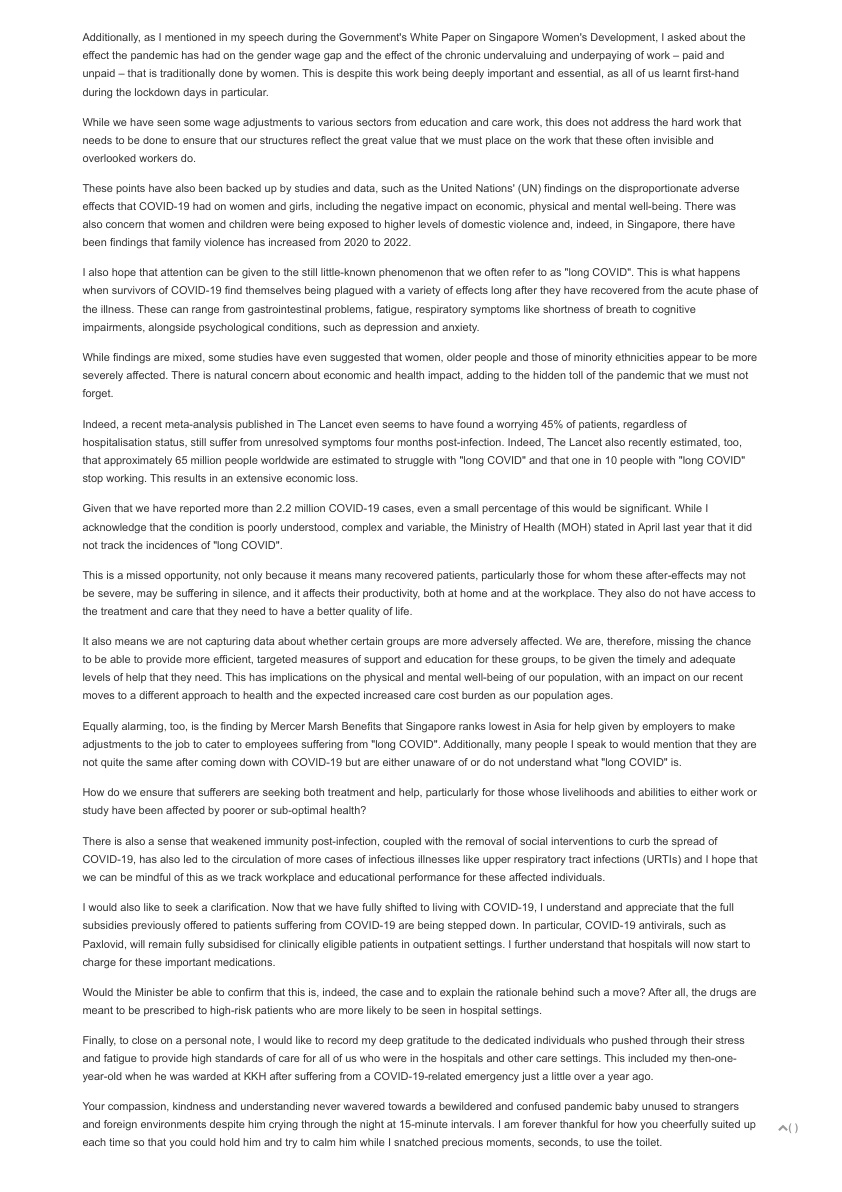 Additionally, as I mentioned in my speech during the Government's White Paper on Singapore Women's Development, I asked about the
effect the pandemic has had on the gender wage gap and the effect of the chronic undervaluing and underpaying of work – paid and
unpaid – that is traditionally done by women. This is despite this work being deeply important and essential, as all of us learnt first-hand
during the lockdown days in particular.
While we have seen some wage adjustments to various sectors from education and care work, this does not address the hard work that
needs to be done to ensure that our structures reflect the great value that we must place on the work that these often invisible and
overlooked workers do.
These points have also been backed up by studies and data, such as the United Nations' (UN) findings on the disproportionate adverse
effects that COVID-19 had on women and girls, including the negative impact on economic, physical and mental well-being. There was
also concern that women and children were being exposed to higher levels of domestic violence and, indeed, in Singapore, there have
been findings that family violence has increased from 2020 to 2022.
I also hope that attention can be given to the still little-known phenomenon that we often refer to as "long COVID". This is what happens
when survivors of COVID-19 find themselves being plagued with a variety of effects long after they have recovered from the acute phase of
the illness. These can range from gastrointestinal problems, fatigue, respiratory symptoms like shortness of breath to cognitive
impairments, alongside psychological conditions, such as depression and anxiety.
While findings are mixed, some studies have even suggested that women, older people and those of minority ethnicities appear to be more
severely affected. There is natural concern about economic and health impact, adding to the hidden toll of the pandemic that we must not
forget.
Indeed, a recent meta-analysis published in The Lancet even seems to have found a worrying 45% of patients, regardless of
hospitalisation status, still suffer from unresolved symptoms four months post-infection. Indeed, The Lancet also recently estimated, too,
that approximately 65 million people worldwide are estimated to struggle with "long COVID" and that one in 10 people with "long COVID"
stop working. This results in an extensive economic loss.
Given that we have reported more than 2.2 million COVID-19 cases, even a small percentage of this would be significant. While I
acknowledge that the condition is poorly understood, complex and variable, the Ministry of Health (MOH) stated in April last year that it did
not track the incidences of "long COVID".
This is a missed opportunity, not only because it means many recovered patients, particularly those for whom these after-effects may not
be severe, may be suffering in silence, and it affects their productivity, both at home and at the workplace. They also do not have access to
the treatment and care that they need to have a better quality of life.
It also means we are not capturing data about whether certain groups are more adversely affected. We are, therefore, missing the chance
to be able to provide more efficient, targeted measures of support and education for these groups, to be given the timely and adequate
levels of help that they need. This has implications on the physical and mental well-being of our population, with an impact on our recent
moves to a different approach to health and the expected increased care cost burden as our population ages.
Equally alarming, too, is the finding by Mercer Marsh Benefits that Singapore ranks lowest in Asia for help given by employers to make
adjustments to the job to cater to employees suffering from "long COVID". Additionally, many people I speak to would mention that they are
not quite the same after coming down with COVID-19 but are either unaware of or do not understand what "long COVID" is.
How do we ensure that sufferers are seeking both treatment and help, particularly for those whose livelihoods and abilities to either work or
study have been affected by poorer or sub-optimal health?
There is also a sense that weakened immunity post-infection, coupled with the removal of social interventions to curb the spread of
COVID-19, has also led to the circulation of more cases of infectious illnesses like upper respiratory tract infections (URTIs) and I hope that
we can be mindful of this as we track workplace and educational performance for these affected individuals.
I would also like to seek a clarification. Now that we have fully shifted to living with COVID-19, I understand and appreciate that the full
subsidies previously offered to patients suffering from COVID-19 are being stepped down. In particular, COVID-19 antivirals, such as
Paxlovid, will remain fully subsidised for clinically eligible patients in outpatient settings. I further understand that hospitals will now start to
charge for these important medications.
Would the Minister be able to confirm that this is, indeed, the case and to explain the rationale behind such a move? After all, the drugs are
meant to be prescribed to high-risk patients who are more likely to be seen in hospital settings.
Finally, to close on a personal note, I would like to record my deep gratitude to the dedicated individuals who pushed through their stress
and fatigue to provide high standards of care for all of us who were in the hospitals and other care settings. This included my then-one-
year-old when he was warded at KKH after suffering from a COVID-19-related emergency just a little over a year ago.
Your compassion, kindness and understanding never wavered towards a bewildered and confused pandemic baby unused to strangers
and foreign environments despite him crying through the night at 15-minute intervals. I am forever thankful for how you cheerfully suited up
each time so that you could hold him and try to calm him while I snatched precious moments, seconds, to use the toilet.
( )